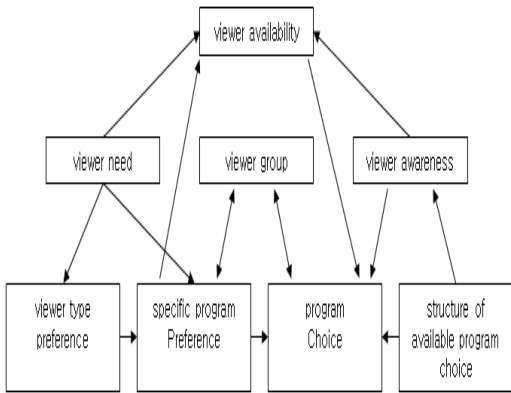 viewer availability
viewer need
viewer group
viewer awareness
viewer type
preference
specific program
Preference
program
Choice
structure of
available program
choice